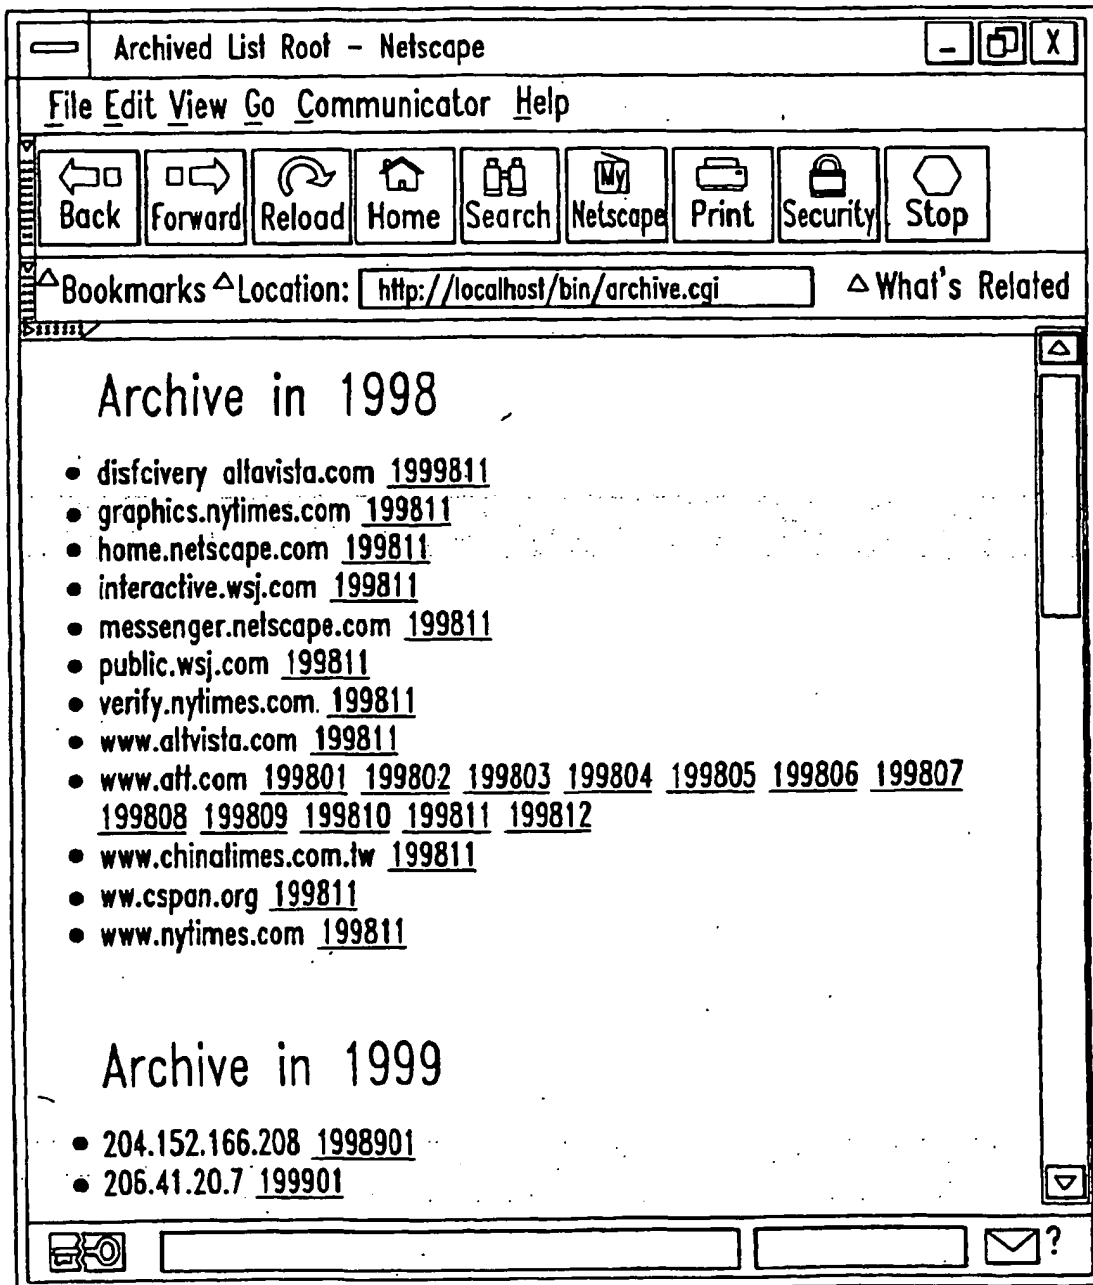 Archived List Root - Netscape
File Edit View Go Communicator Help
Back Forward Reload Home Search My Netscape Print Security Stop
Bookmarks Location: http://localhost/bin/archive.cgi What's Related
Archive in 1998
• disfcivery altavista.com 1999811
• graphics.nytimes.com 199811
• home.netscape.com 199811
• interactive.wsj.com 199811
• messenger.netscape.com 199811
• public.wsj.com 199811
• verify.nytimes.com. 199811
• www.altvista.com 199811
• www.att.com 199801 199802 199803 199804 199805 199806 199807
199808 199809 199810 199811 199812
• www.chinatimes.com.tw 199811
• ww.cspan.org 199811
• www.nytimes.com 199811
Archive in 1999
• 204.152.166.208 1998901
• 206.41.20.7 199901
?